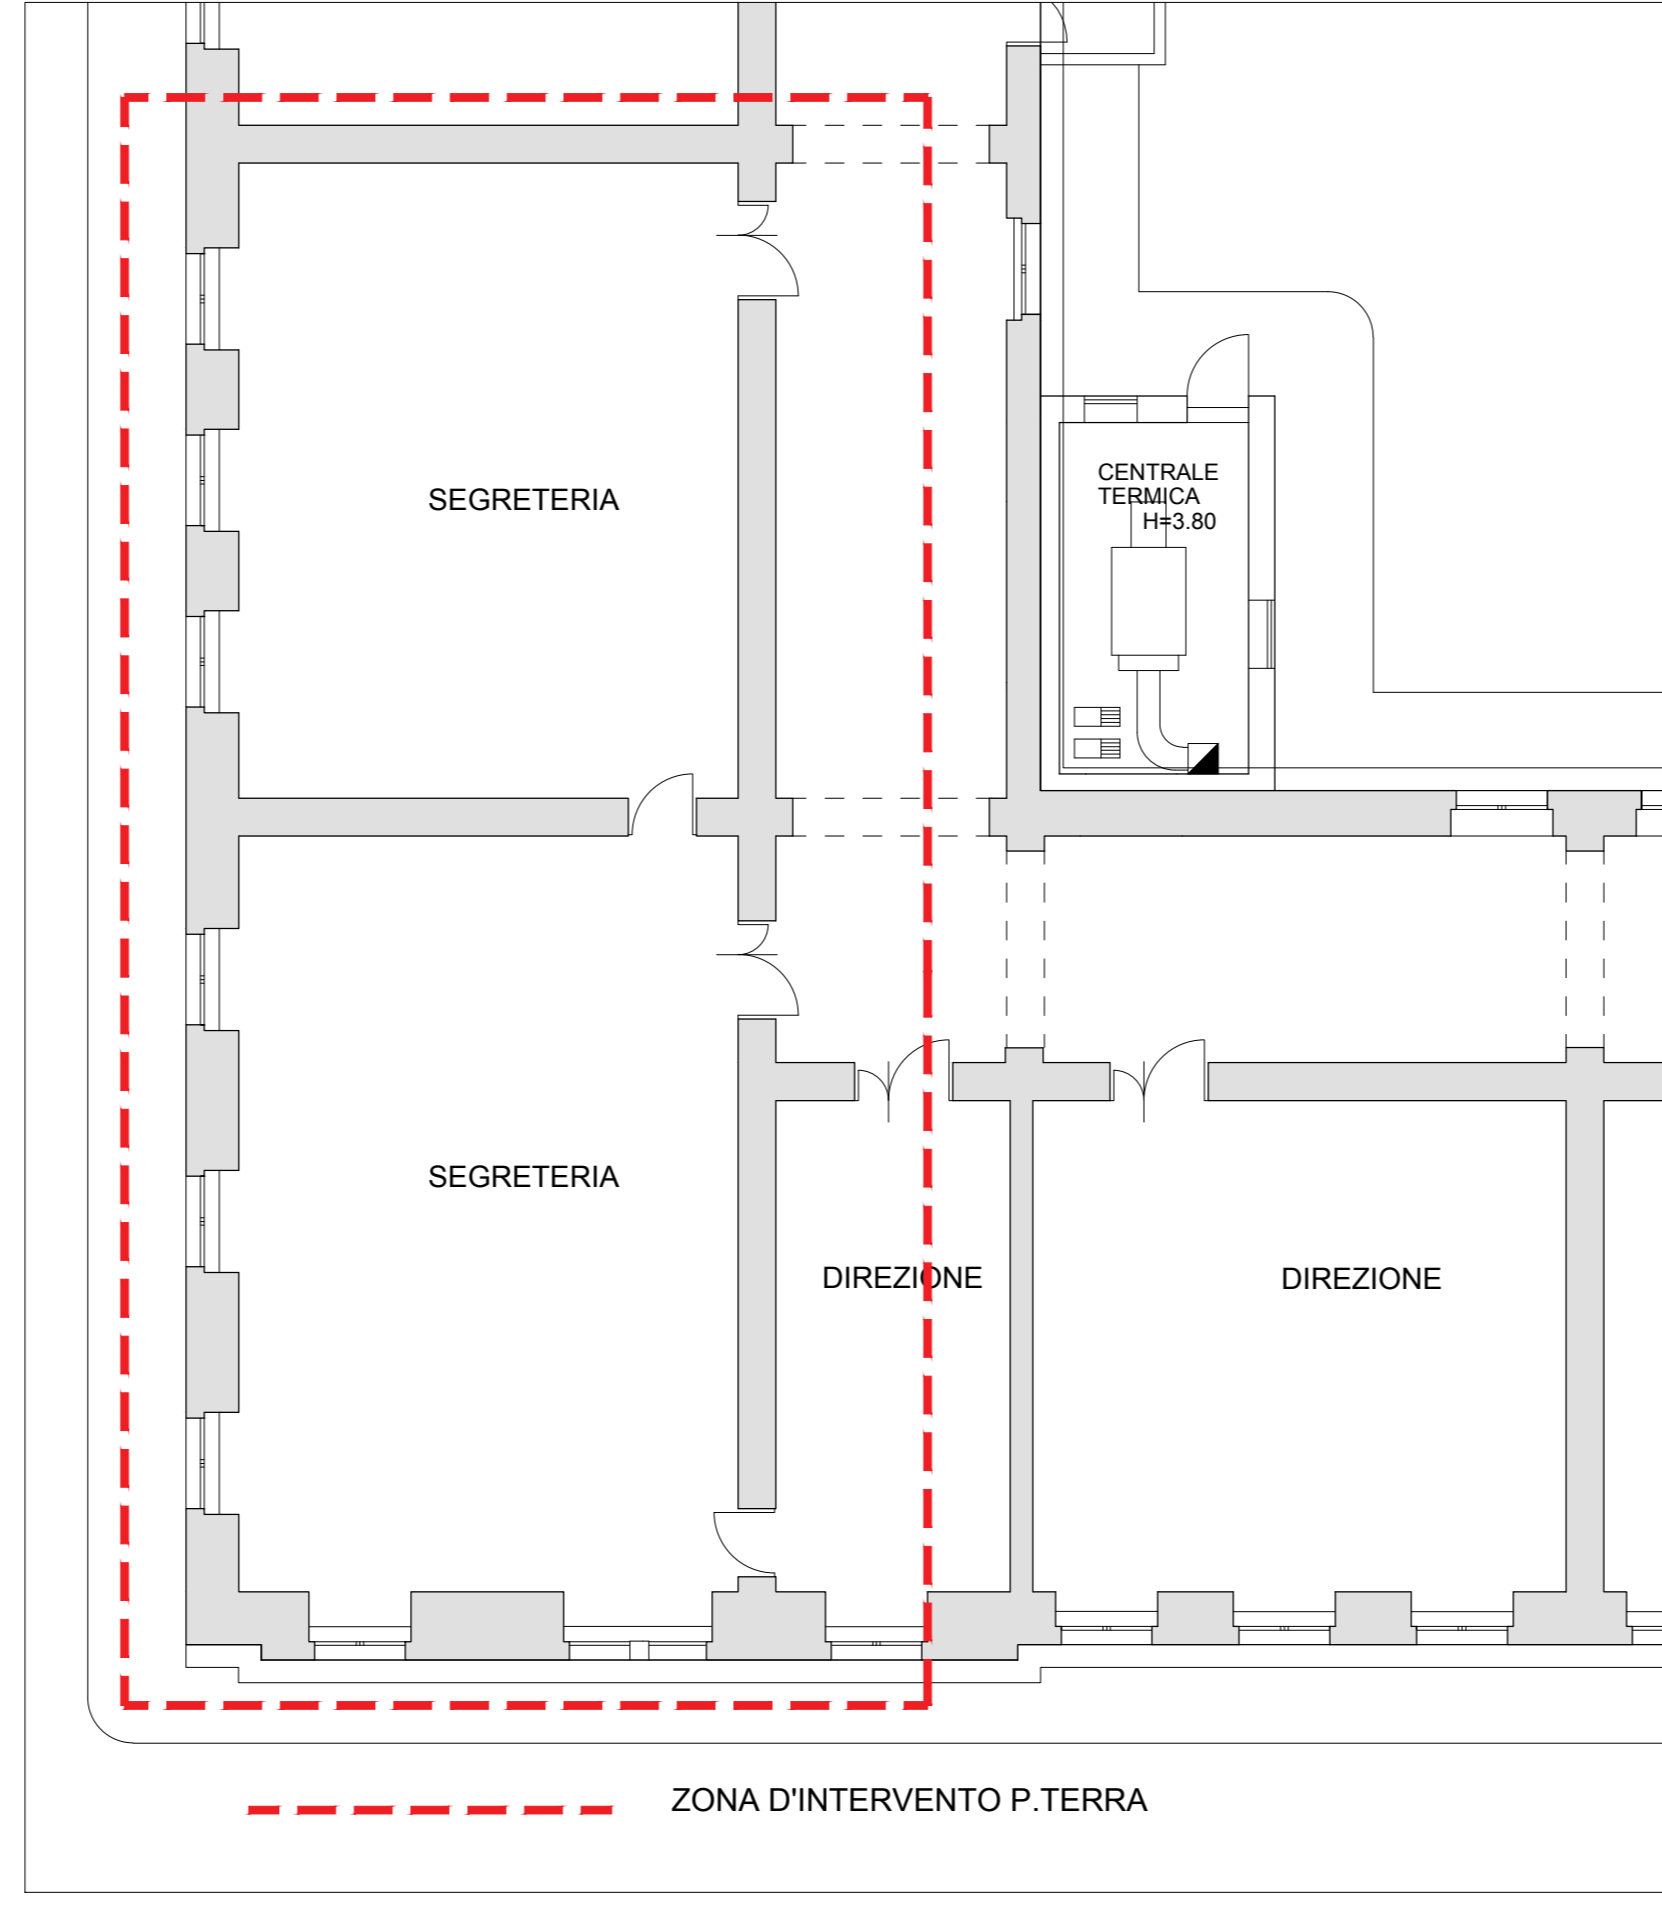 SEGRETERIA
CENTRALE
TERMICA
H=3.80
SEGRETERIA
DIREZIONE
DIREZIONE
ZONA D'INTERVENTO P.TERRA